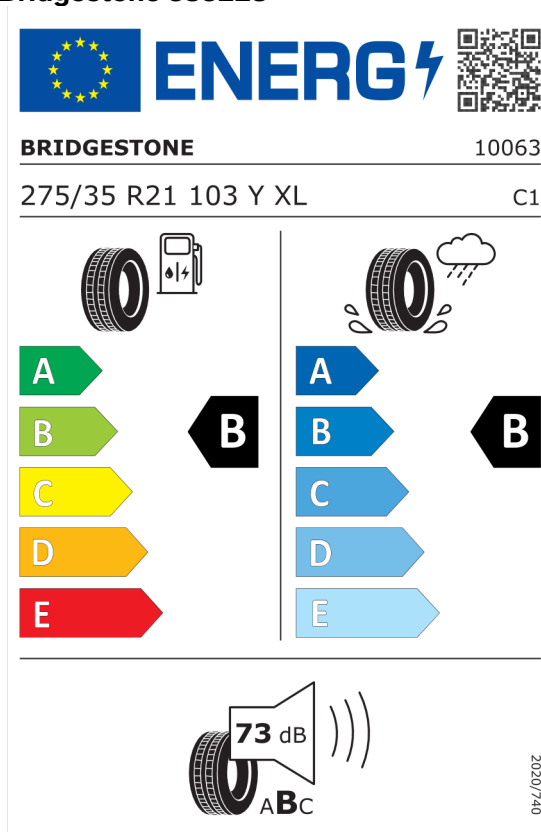 ENERG
BRIDGESTONE 10063
275/35 R21 103 Y XL C1
A A
B B B B
C C
D D
E E
73 dB
ABC
2020/740